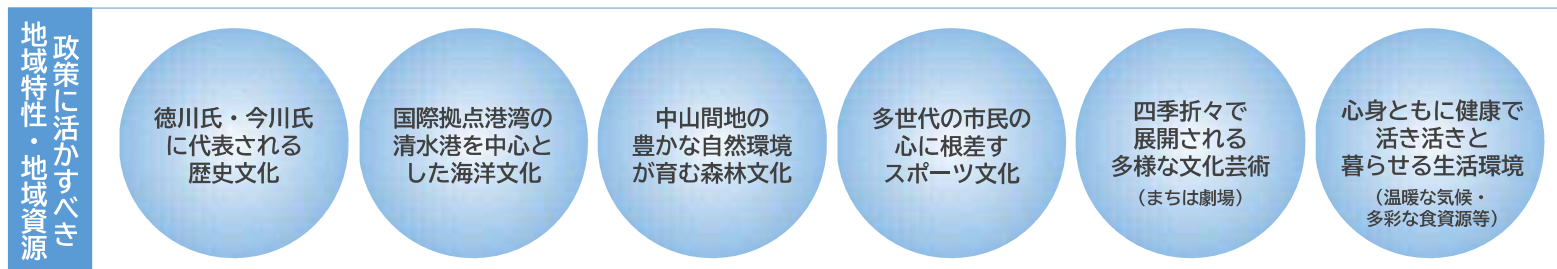 政策に活かすべき
地域特性・地域資源
徳川氏・今川氏
に代表される
歴史文化
国際拠点港湾の
清水港を中心と
した海洋文化
中山間地の
豊かな自然環境
が育む森林文化
多世代の市民の
心に根差す
スポーツ文化
四季折々で
展開される
多様な文化芸術
（まちは劇場）
心身ともに健康で
活き活きと
暮らせる生活環境
（温暖な気候・
多彩な食資源等）